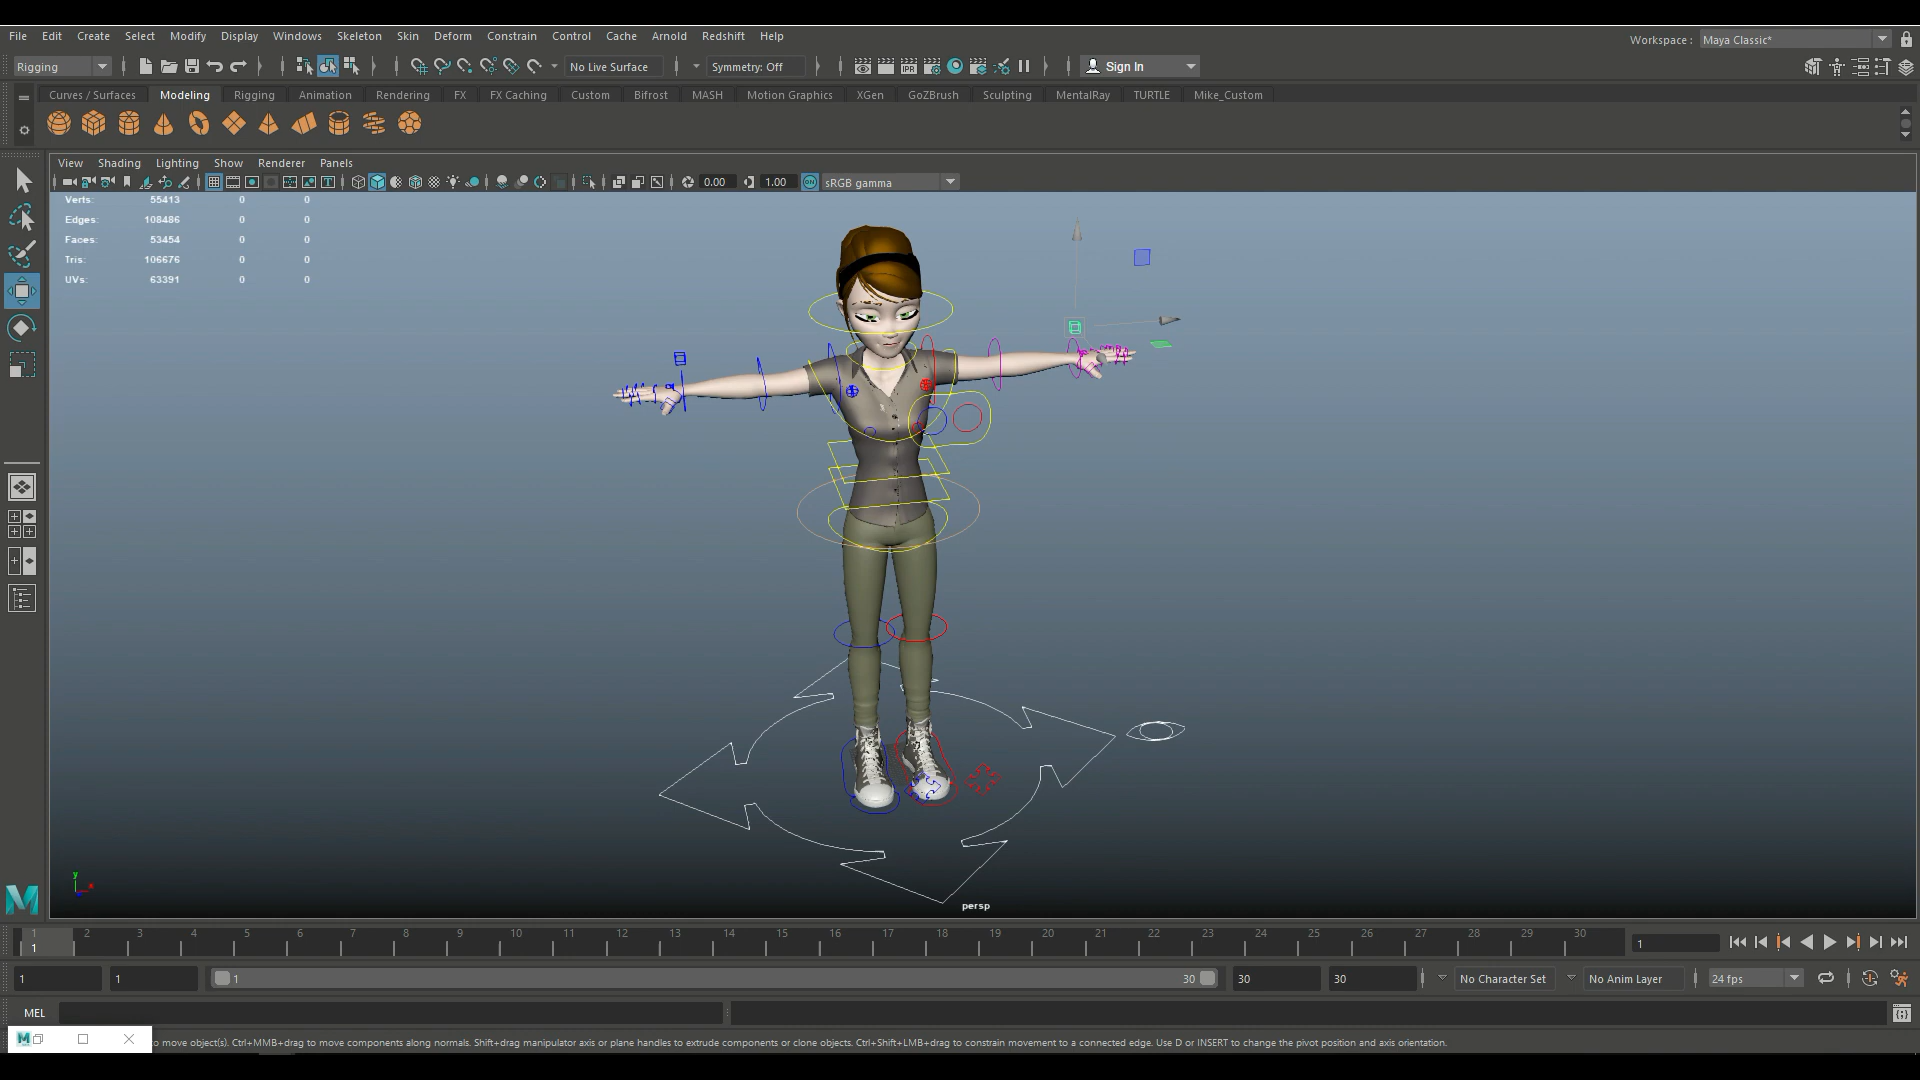 File Edit Create Select Modify Display Windows Skeleton Skin Deform Constrain Control Cache Arnold Redshift Help
Workspace : Maya Classic*
Rigging No Live Surface Symmetry: Off Sign In
Curves / Surfaces Modeling Rigging Animation Rendering FX FX Caching Custom Bifrost MASH Motion Graphics XGen GoZBrush Sculpting MentalRay TURTLE Mike_Custom
View Shading Lighting Show Renderer Panels
0.00 1.00 sRGB gamma
Verts: 55413 0 0
Edges: 108486 0 0
Faces: 53454 0 0
Tris: 106676 0 0
UVs: 63391 0 0
y
x
persp
1 2 3 4 5 6 7 8 9 10 11 12 13 14 15 16 17 18 19 20 21 22 23 24 25 26 27 28 29 30
1 1
1 1 1 30 30 30 No Character Set No Anim Layer 24 fps
MEL
M to move object(s). Ctrl+MMB+drag to move components along normals. Shift+drag manipulator axis or plane handles to extrude components or clone objects. Ctrl+Shift+LMB+drag to constrain movement to a connected edge. Use D or INSERT to change the pivot position and axis orientation.